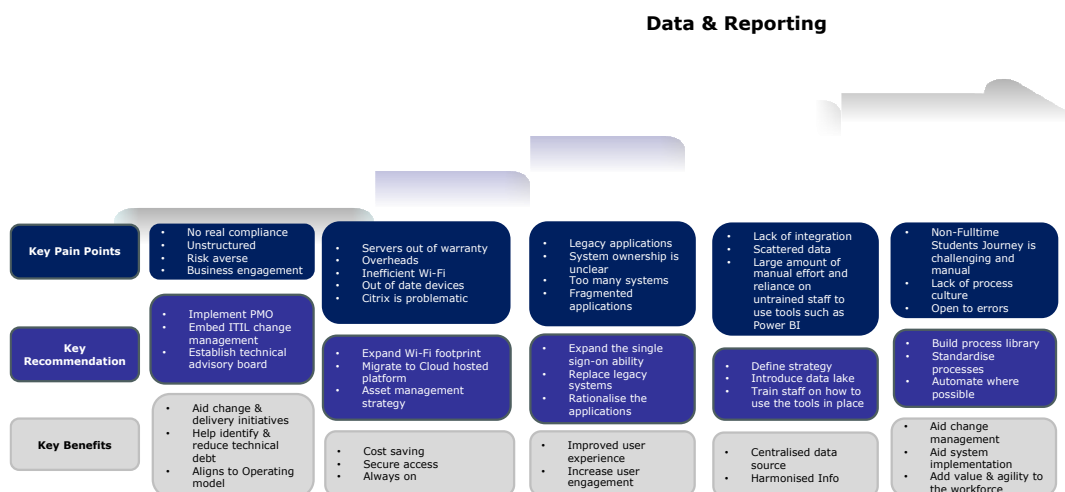 Data & Reporting
Key Pain Points
No real compliance
Unstructured
Risk averse
Business engagement
Servers out of warranty
Overheads
Inefficient Wi-Fi
Out of date devices
Citrix is problematic
Legacy applications
System ownership is
unclear
Too many systems
Fragmented
applications
Lack of integration
Scattered data
Large amount of
manual effort and
reliance on
untrained staff to
use tools such as
Power BI
Non-Fulltime
Students Journey is
challenging and
manual
Lack of process
culture
Open to errors
Key
Recommendation
Implement PMO
Embed ITIL change
management
Establish technical
advisory board
Expand Wi-Fi footprint
Migrate to Cloud hosted
platform
Asset management
strategy
Expand the single
sign-on ability
Replace legacy
systems
Rationalise the
applications
Define strategy
Introduce data lake
Train staff on how to
use the tools in place
Build process library
Standardise
processes
Automate where
possible
Key Benefits
Aid change &
delivery initiatives
Help identify &
reduce technical
debt
Aligns to Operating
model
Cost saving
Secure access
Always on
Improved user
experience
Increase user
engagement
Centralised data
source
Harmonised Info
Aid change
management
Aid system
implementation
Add value & agility to
the workforce